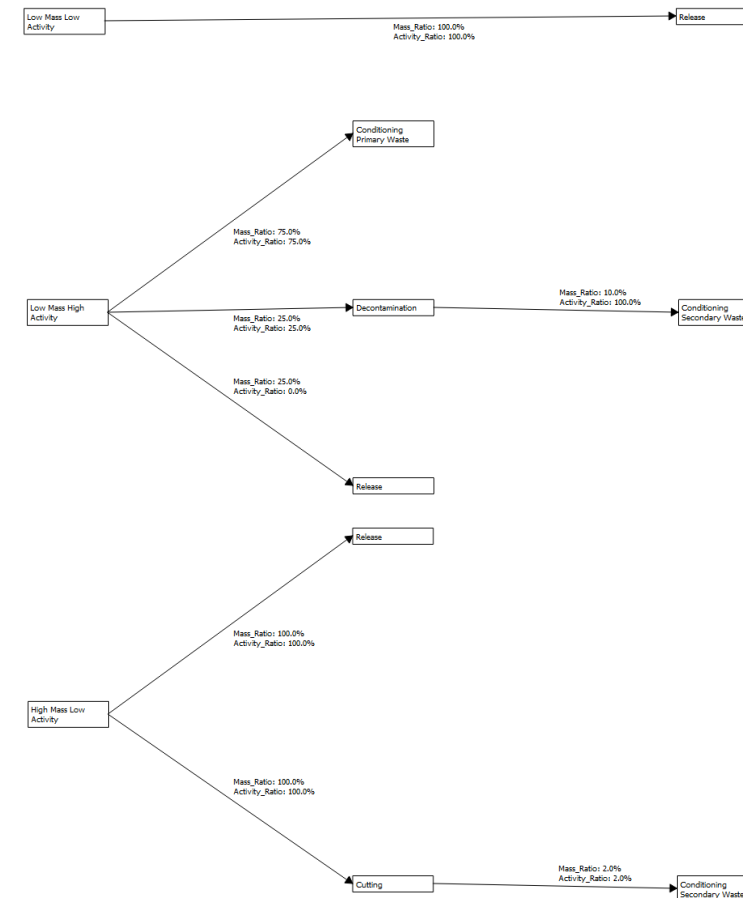 Low Mass Low
Activity
Mass_Ratio: 100.0%
Activity_Ratio: 100.0%
Release
Conditioning
Primary Waste
Mass_Ratio: 75.0%
Activity_Ratio: 75.0%
Low Mass High
Activity
Mass_Ratio: 25.0%
Activity_Ratio: 25.0%
Decontamination
Mass_Ratio: 10.0%
Activity_Ratio: 100.0%
Conditioning
Secondary Waste
Mass_Ratio: 25.0%
Activity_Ratio: 0.0%
Release
Release
Mass_Ratio: 100.0%
Activity_Ratio: 100.0%
High Mass Low
Activity
Mass_Ratio: 100.0%
Activity_Ratio: 100.0%
Cutting
Mass_Ratio: 2.0%
Activity_Ratio: 2.0%
Conditioning
Secondary Waste